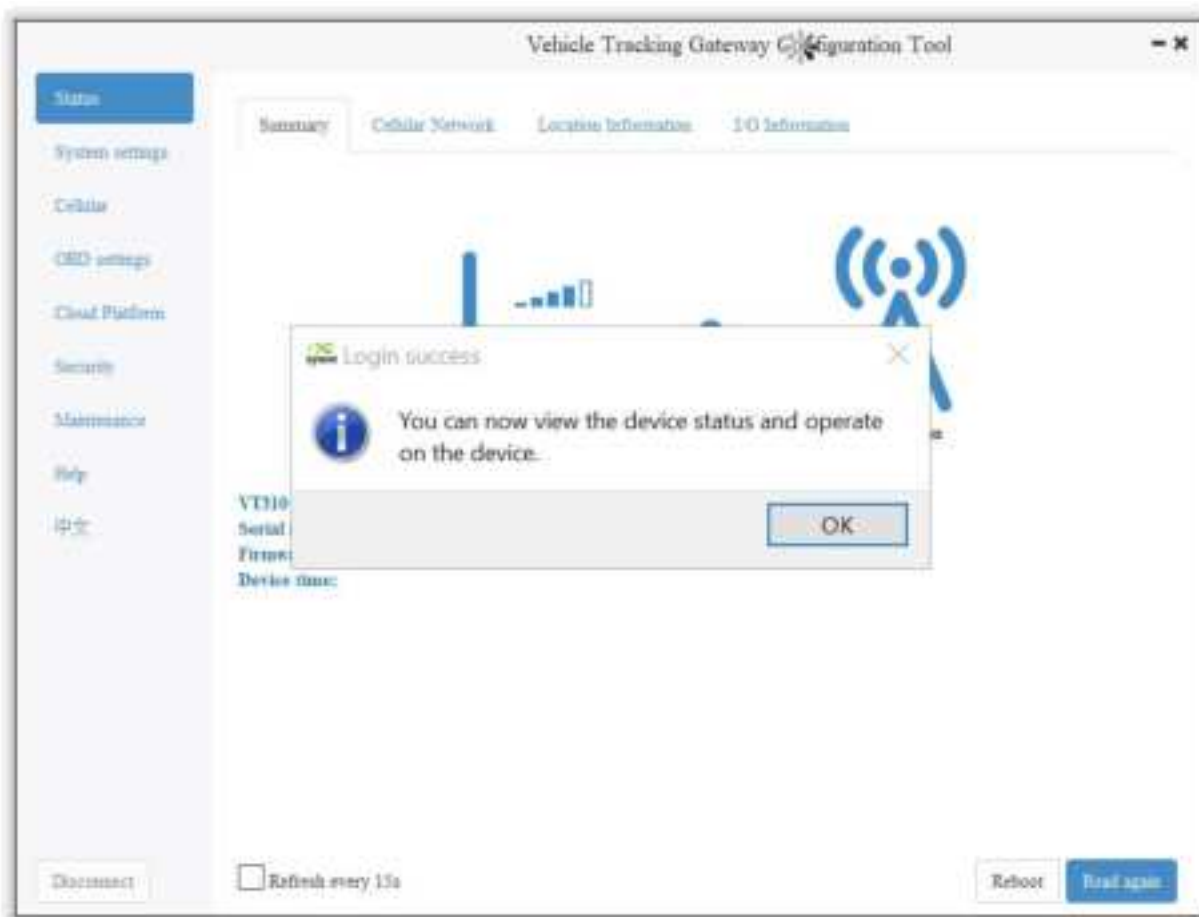 Vehicle Tracking Gateway Configuration Tool
Status
Summary
Cellular Network
Location Information
I/O Information
System settings
Cellular
OBD settings
Cloud Platform
Security
Maintenance
Help
中文
Login success
You can now view the device status and operate
on the device.
OK
VT310
Serial
Device time:
Disconnect
Refresh every 15s
Reboot
Read again